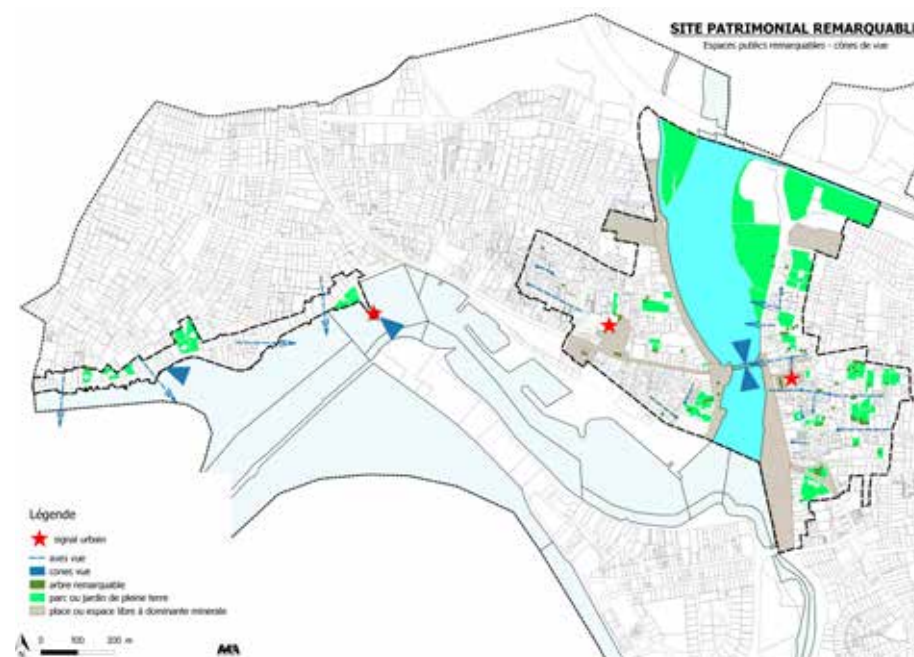 SITE PATRIMONIAL REMARQUABLE
Espaces publics remarquables - cônes de vue
Légende
signal urbain
axes vue
cones vue
arbre remarquable
parc ou jardin de pleine terre
place ou espace libre à dominante minérale
N
0 100 200 m